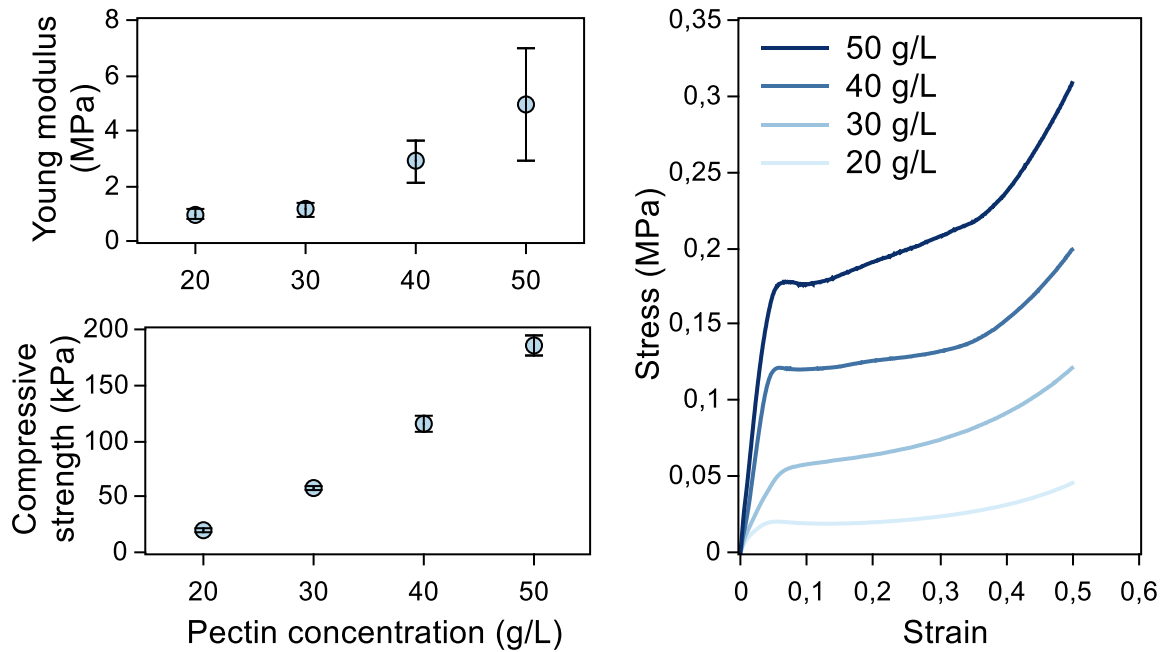 Young modulus
(MPa)
8
6
4
2
0
20 30 40 50
Compressive
strength (kPa)
200
150
100
50
0
20 30 40 50
Pectin concentration (g/L)
Stress (MPa)
0,35
0,3
0,25
0,2
0,15
0,1
0,05
0
50 g/L
40 g/L
30 g/L
20 g/L
0 0,1 0,2 0,3 0,4 0,5 0,6
Strain